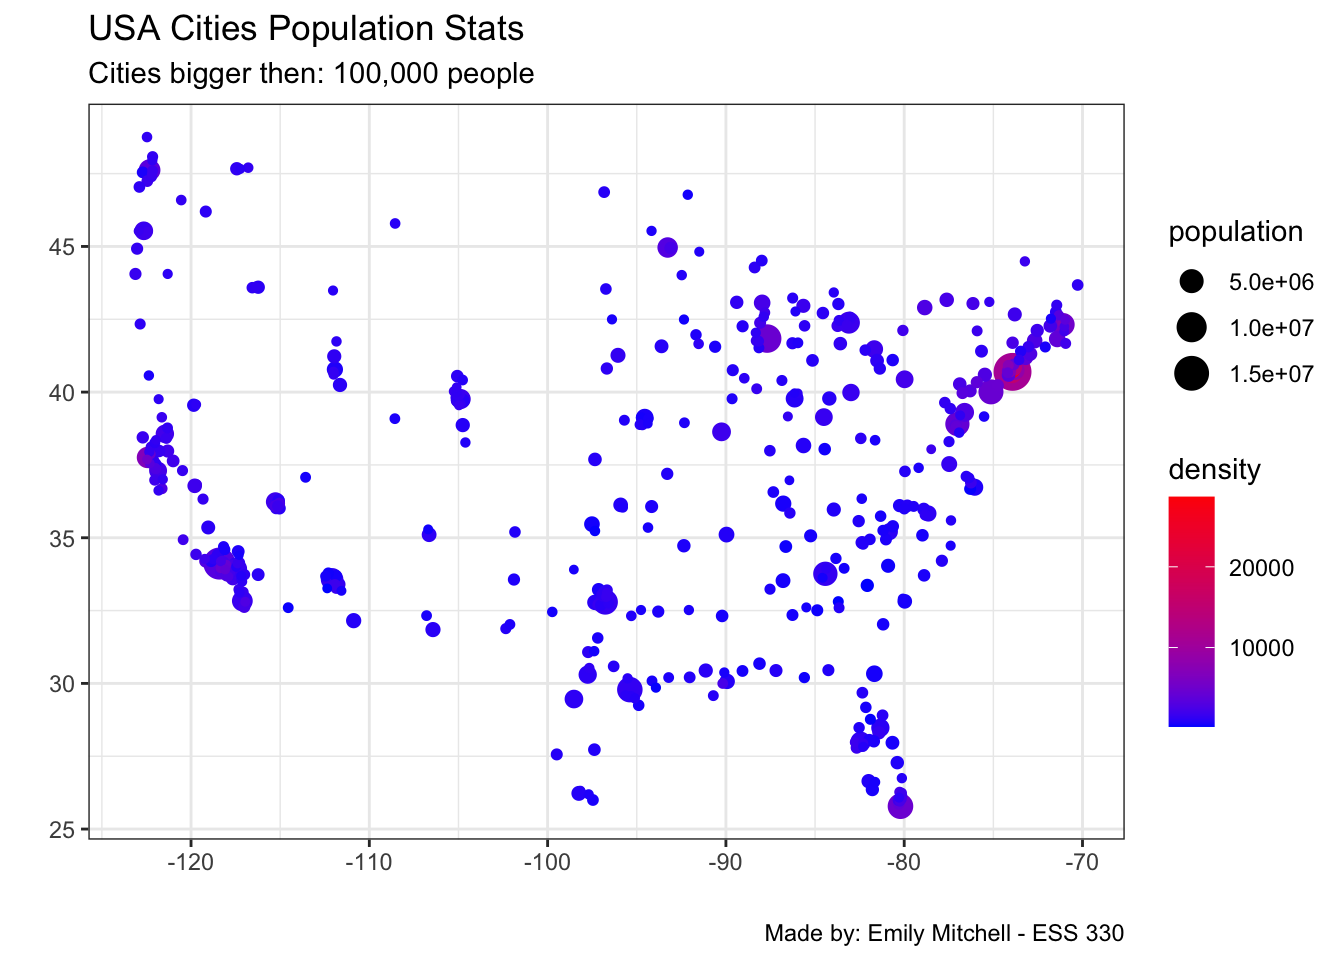 USA Cities Population Stats
Cities bigger then: 100,000 people
45
40
35
30
25
-120 -110 -100 -90 -80 -70
population
5.0e+06
1.0e+07
1.5e+07
density
20000
10000
Made by: Emily Mitchell - ESS 330